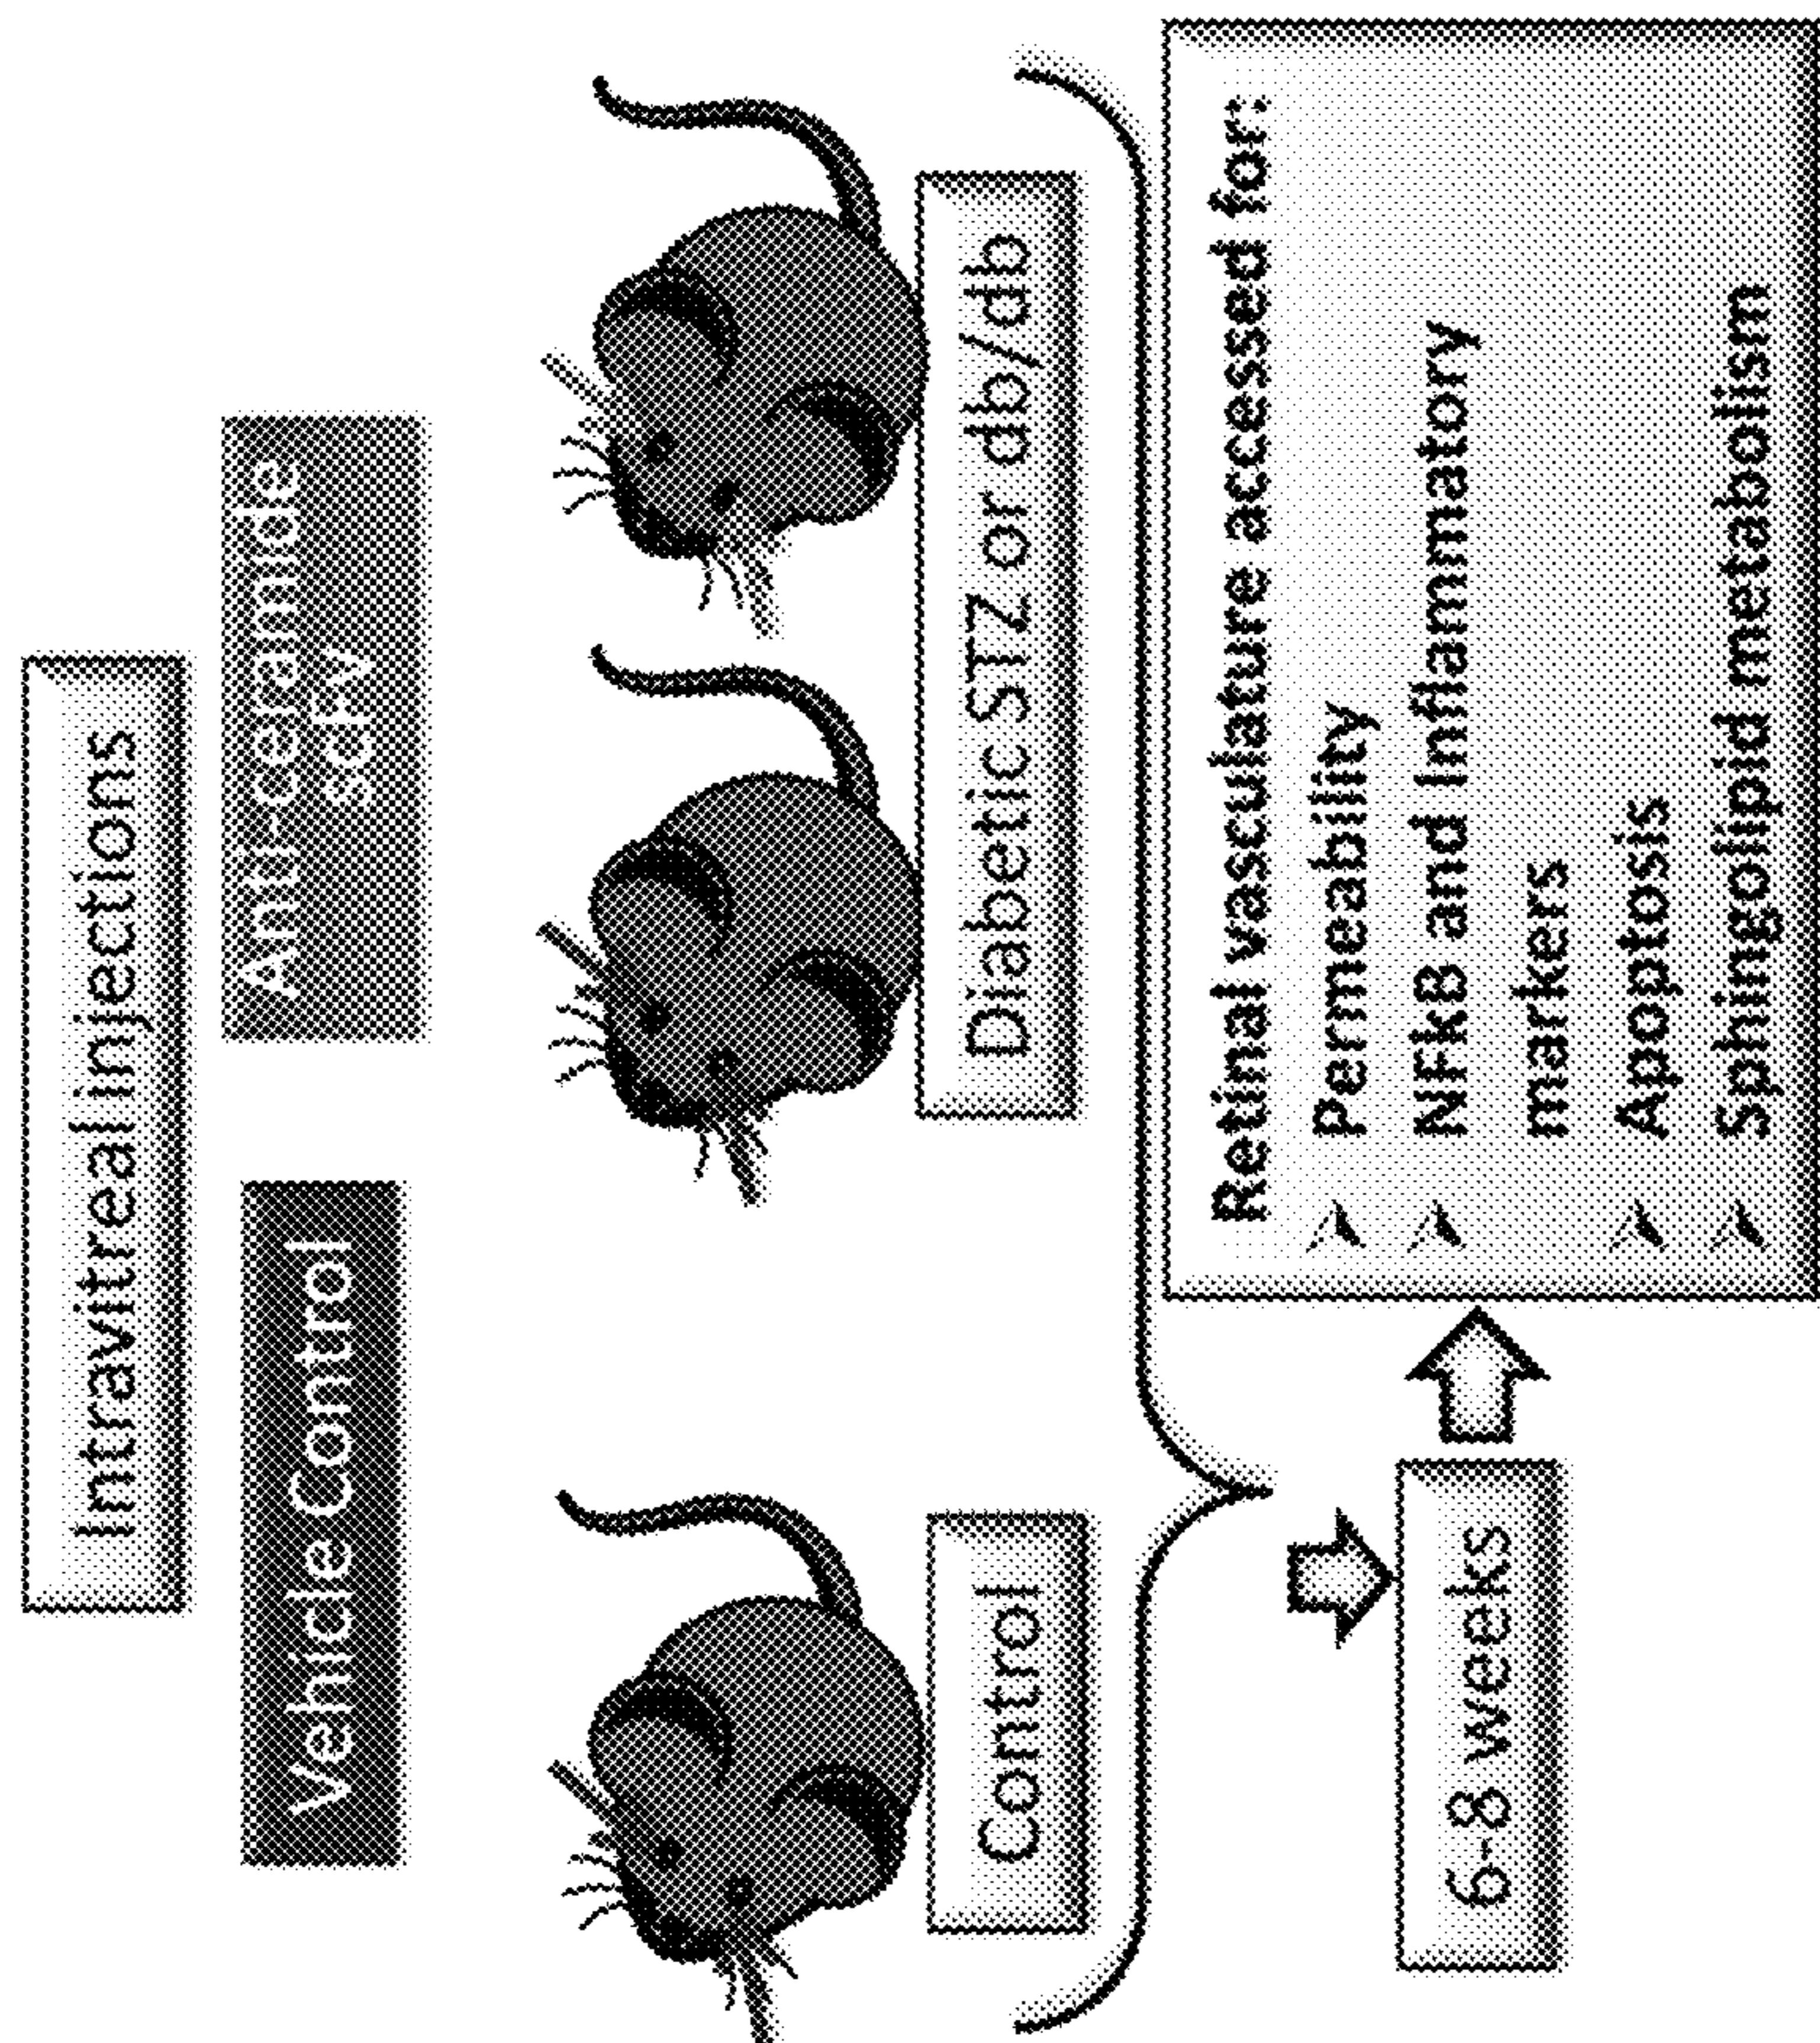 Intravitreal injections
Vehicle Control
Anti-ceramide
scFV
Control
Diabetic STZ or db/db
6-8 weeks
Retinal vasculature accessed for:
➤ Permeability
➤ NFkB and Inflammatory
markers
➤ Apoptosis
➤ Sphingolipid metabolism